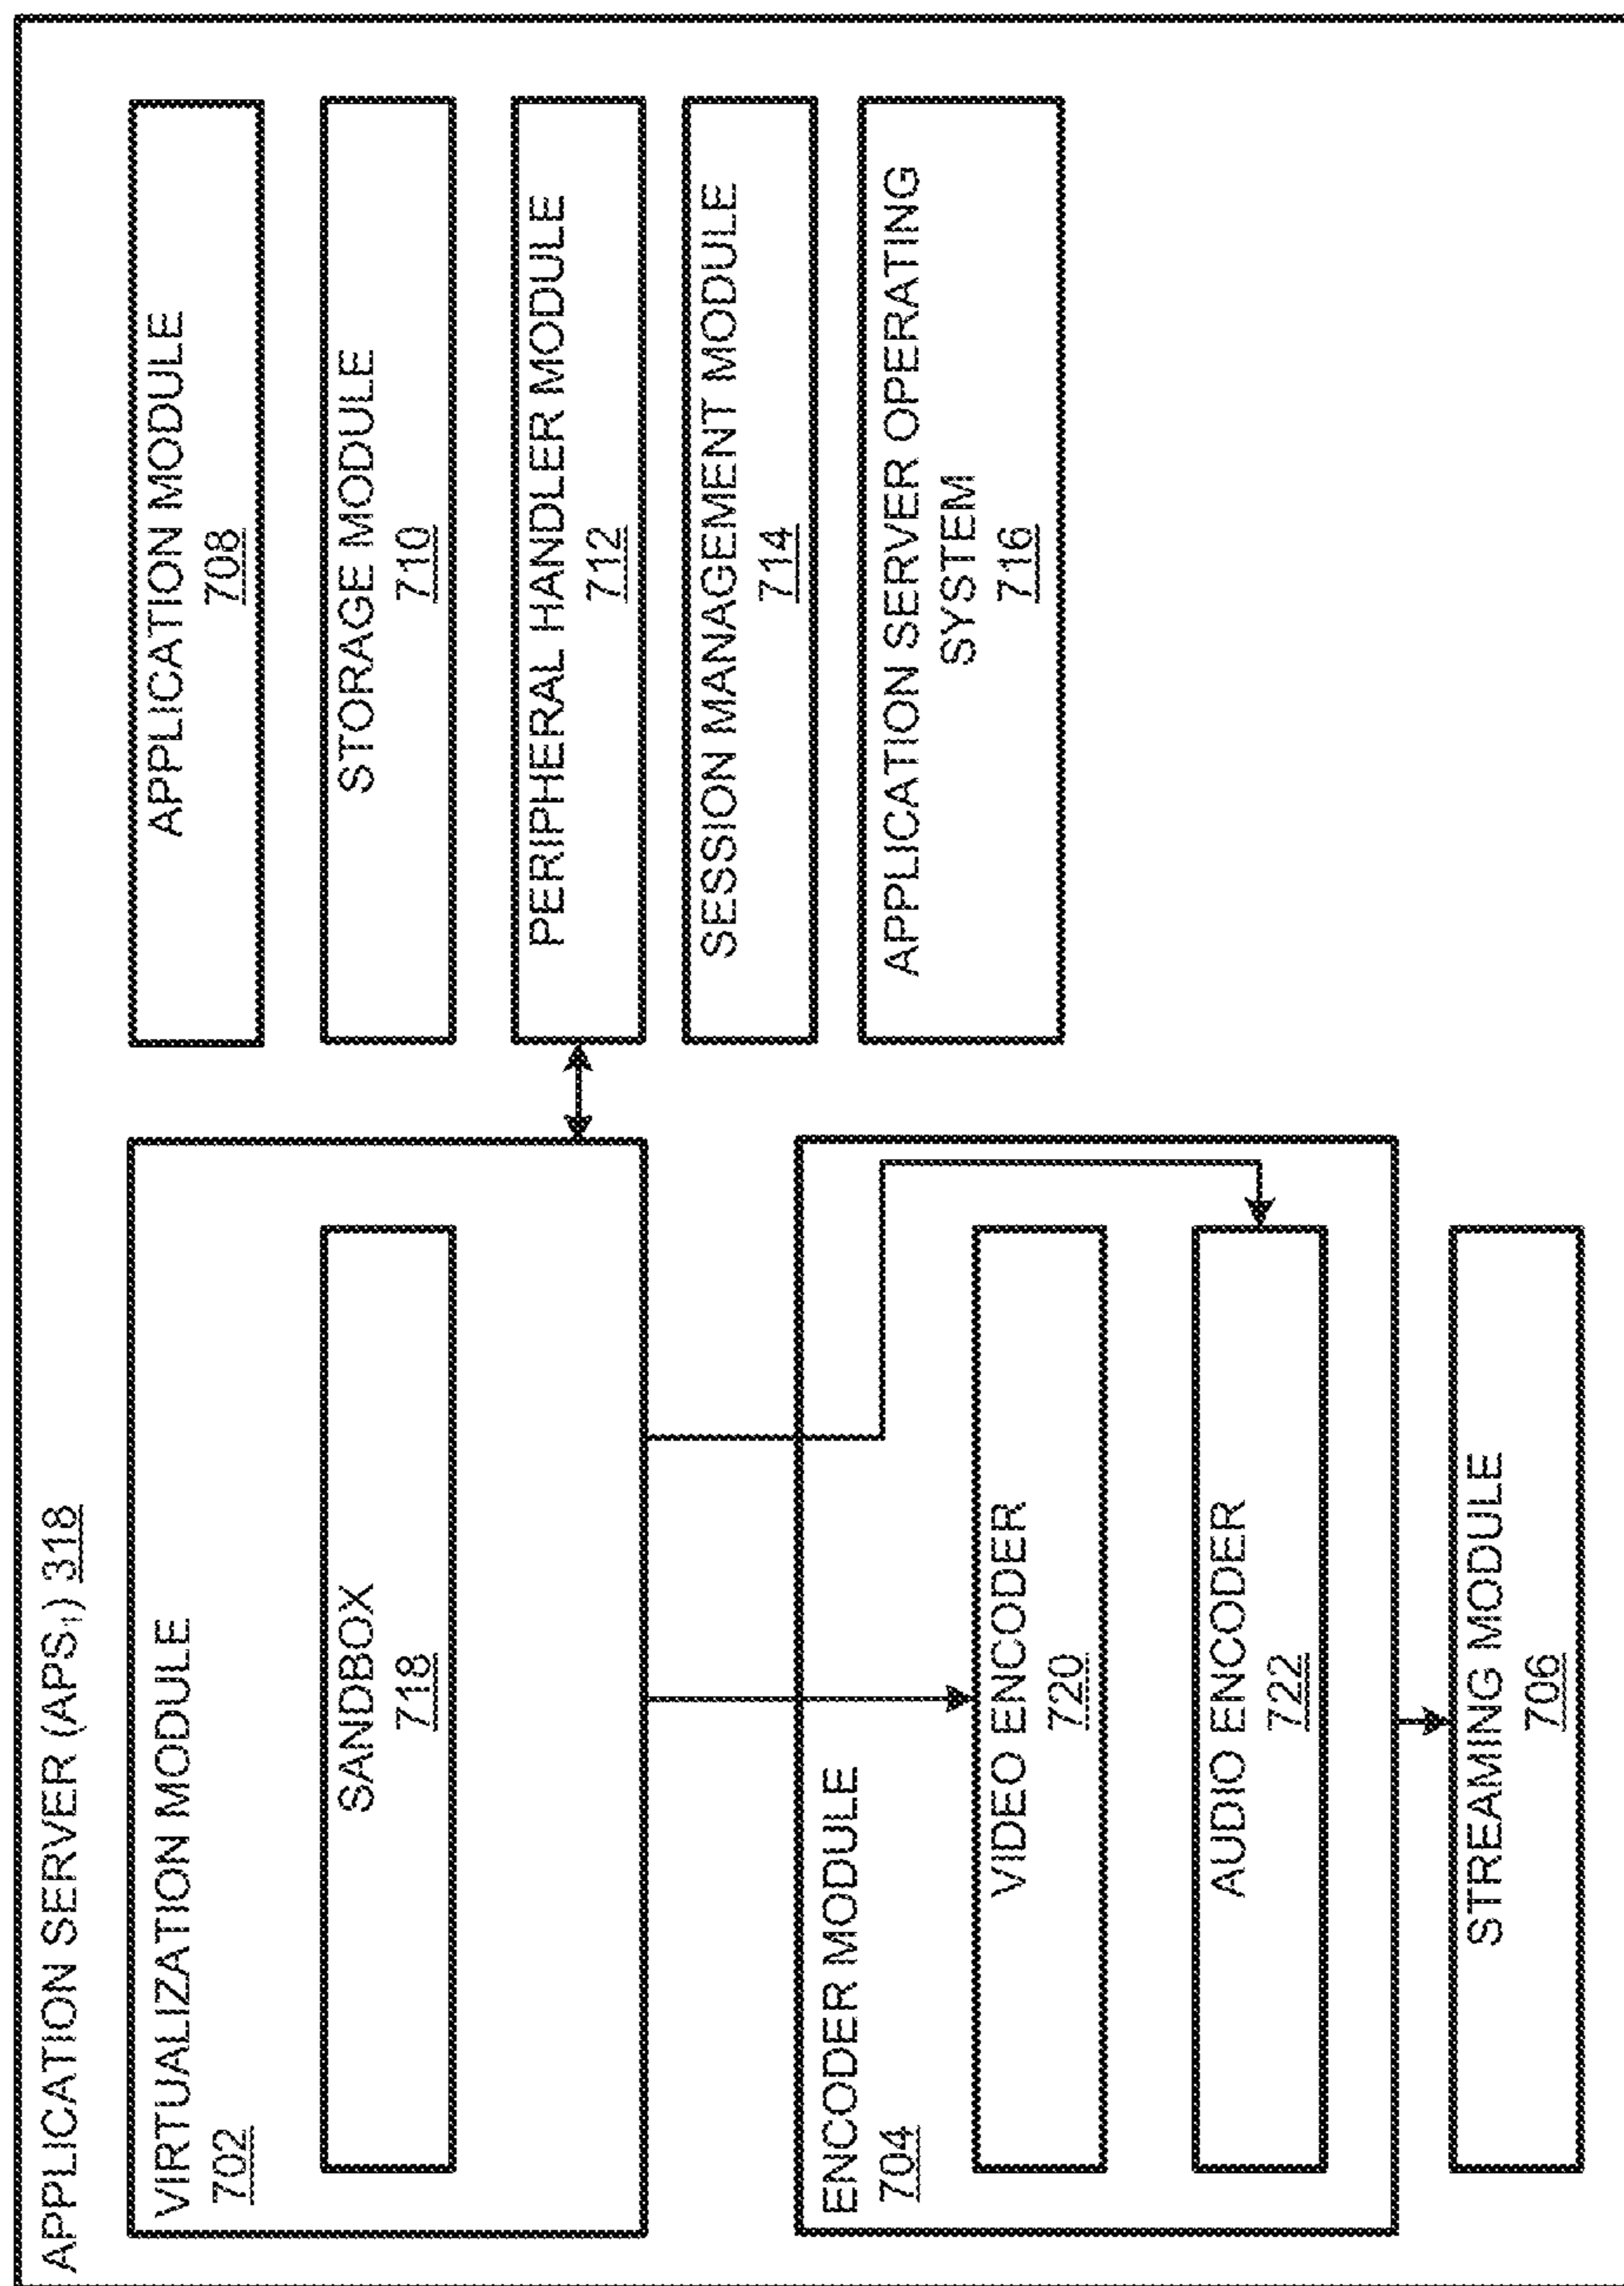 APPLICATION SERVER (APS1) 318
VIRTUALIZATION MODULE
702
SANDBOX
718
ENCODER MODULE
704
VIDEO ENCODER
720
AUDIO ENCODER
722
STREAMING MODULE
706
APPLICATION MODULE
708
STORAGE MODULE
710
PERIPHERAL HANDLER MODULE
712
SESSION MANAGEMENT MODULE
714
APPLICATION SERVER OPERATING
SYSTEM
716